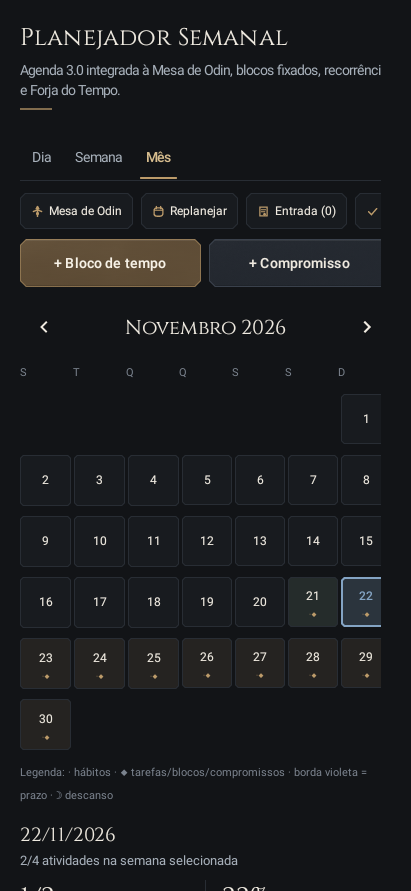 Planejador Semanal
Agenda 3.0 integrada à Mesa de Odin, blocos fixados, recorrênci
e Forja do Tempo.
Dia Semana Mês
Mesa de Odin Replanejar Entrada (0)
+ Bloco de tempo + Compromisso
Novembro 2026
S T Q Q S S D
1
2 3 4 5 6 7 8
9 10 11 12 13 14 15
16 17 18 19 20 21 22
23 24 25 26 27 28 29
30
Legenda: · hábitos · ◆ tarefas/blocos/compromissos · borda violeta =
prazo · ☽ descanso
22/11/2026
2/4 atividades na semana selecionada